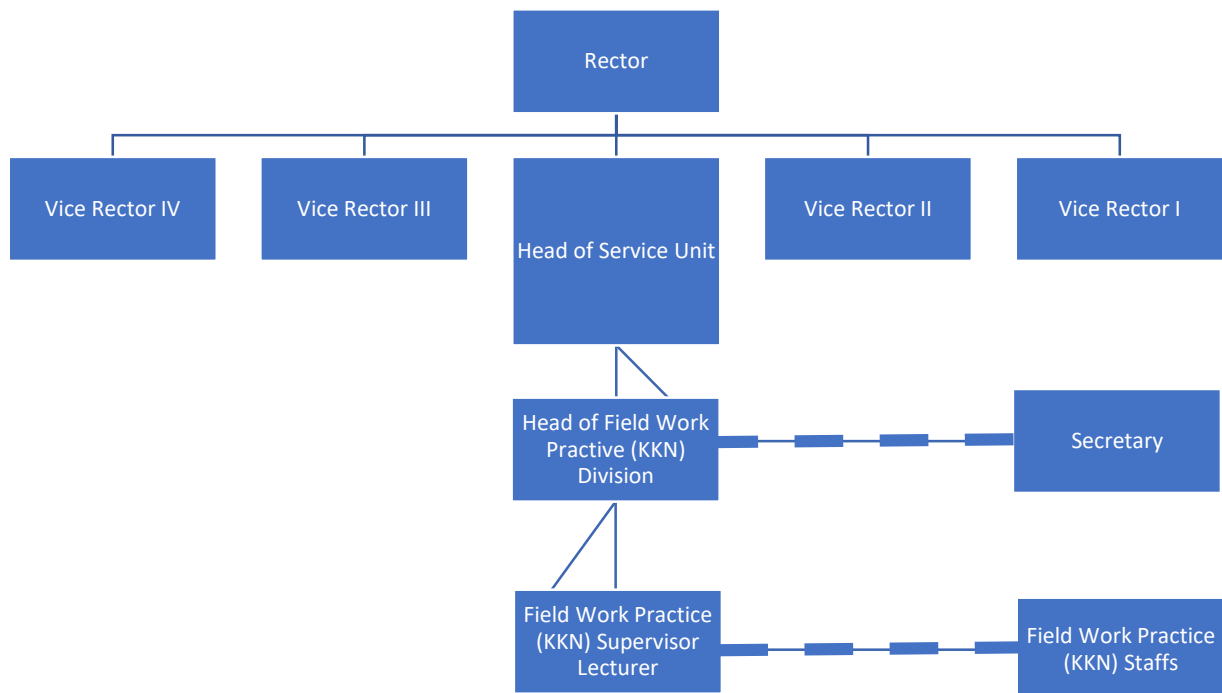 Rector
Vice Rector IV
Vice Rector III
Head of Service Unit
Vice Rector II
Vice Rector I
Head of Field Work
Practive (KKN)
Division
Secretary
Field Work Practice
(KKN) Supervisor
Lecturer
Field Work Practice
(KKN) Staffs